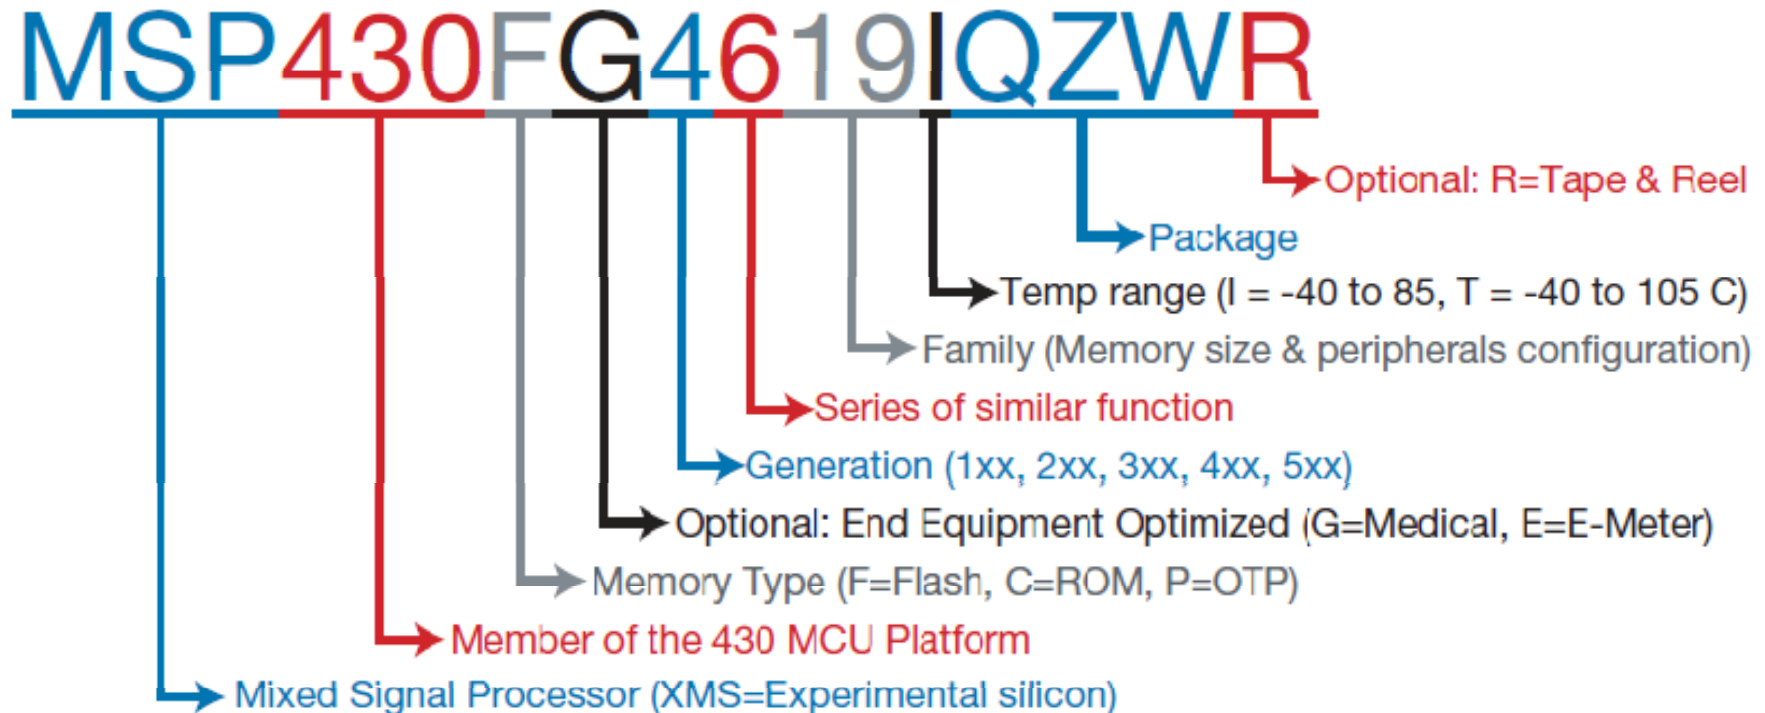 MSP430FG4619IQZWR
Optional: R=Tape & Reel
Package
Temp range (I = -40 to 85, T = -40 to 105 C)
Family (Memory size & peripherals configuration)
Series of similar function
Generation (1xx, 2xx, 3xx, 4xx, 5xx)
Optional: End Equipment Optimized (G=Medical, E=E-Meter)
Memory Type (F=Flash, C=ROM, P=OTP)
Member of the 430 MCU Platform
Mixed Signal Processor (XMS=Experimental silicon)